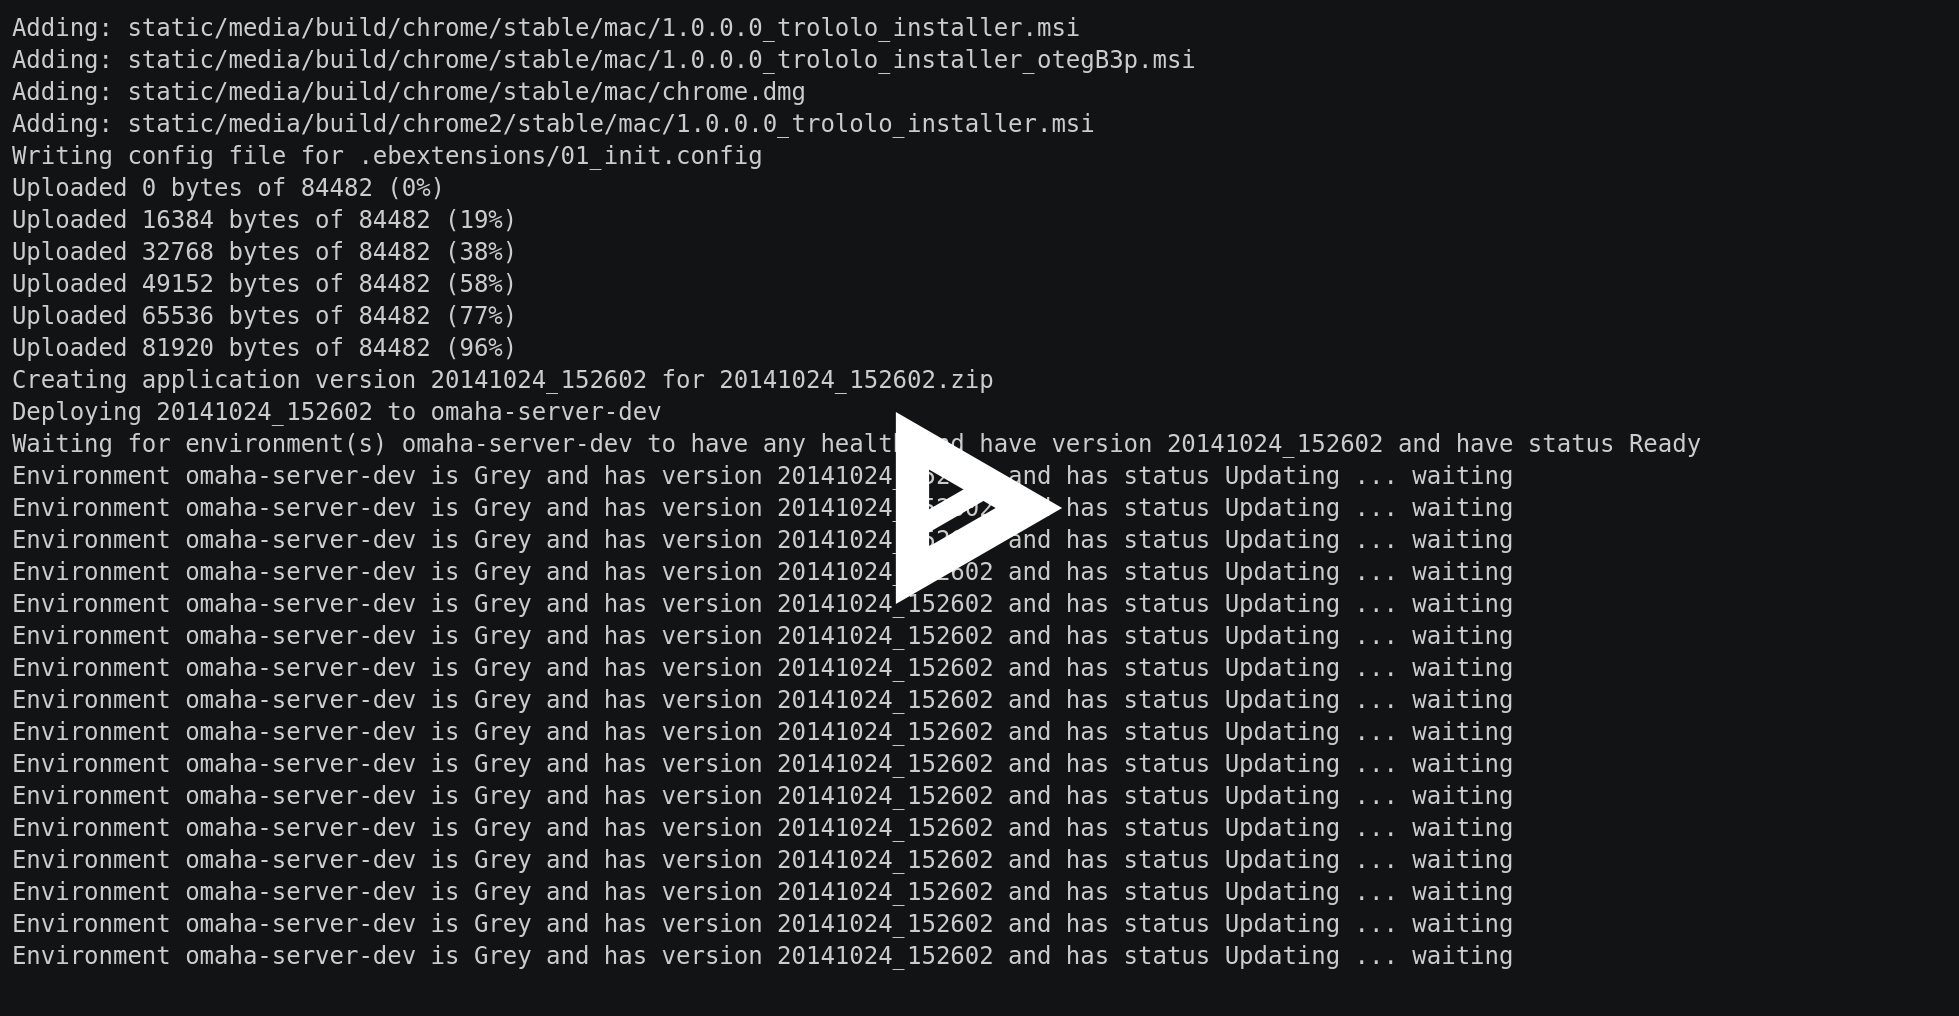 Adding: static/media/build/chrome/stable/mac/1.0.0.0_trololo_installer.msi
Adding: static/media/build/chrome/stable/mac/1.0.0.0_trololo_installer_otegB3p.msi
Adding: static/media/build/chrome/stable/mac/chrome.dmg
Adding: static/media/build/chrome2/stable/mac/1.0.0.0_trololo_installer.msi
Writing config file for .ebextensions/01_init.config
Uploaded 0 bytes of 84482 (0%)
Uploaded 16384 bytes of 84482 (19%)
Uploaded 32768 bytes of 84482 (38%)
Uploaded 49152 bytes of 84482 (58%)
Uploaded 65536 bytes of 84482 (77%)
Uploaded 81920 bytes of 84482 (96%)
Creating application version 20141024_152602 for 20141024_152602.zip
Deploying 20141024_152602 to omaha-server-dev
Waiting for environment(s) omaha-server-dev to have any have version 20141024_152602 and have status Ready
Environment omaha-server-dev is Grey and has version and has status Updating ... waiting
Environment omaha-server-dev is Grey and has version has status Updating ... waiting
Environment omaha-server-dev is Grey and has version and has status Updating ... waiting
Environment omaha-server-dev is Grey and has version and has status Updating ... waiting
Environment omaha-server-dev is Grey and has version 20141024_152602 and has status Updating ... waiting
Environment omaha-server-dev is Grey and has version 20141024_152602 and has status Updating ... waiting
Environment omaha-server-dev is Grey and has version 20141024_152602 and has status Updating ... waiting
Environment omaha-server-dev is Grey and has version 20141024_152602 and has status Updating ... waiting
Environment omaha-server-dev is Grey and has version 20141024_152602 and has status Updating ... waiting
Environment omaha-server-dev is Grey and has version 20141024_152602 and has status Updating ... waiting
Environment omaha-server-dev is Grey and has version 20141024_152602 and has status Updating ... waiting
Environment omaha-server-dev is Grey and has version 20141024_152602 and has status Updating ... waiting
Environment omaha-server-dev is Grey and has version 20141024_152602 and has status Updating ... waiting
Environment omaha-server-dev is Grey and has version 20141024_152602 and has status Updating ... waiting
Environment omaha-server-dev is Grey and has version 20141024_152602 and has status Updating ... waiting
Environment omaha-server-dev is Grey and has version 20141024_152602 and has status Updating ... waiting